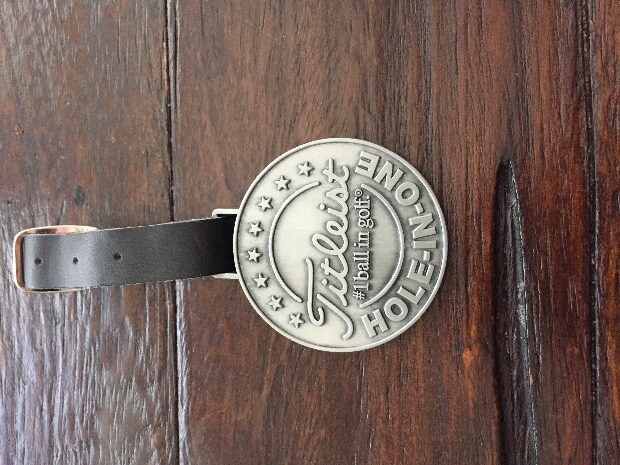 Titleist
#1 ball in golf.®
HOLE-IN-ONE